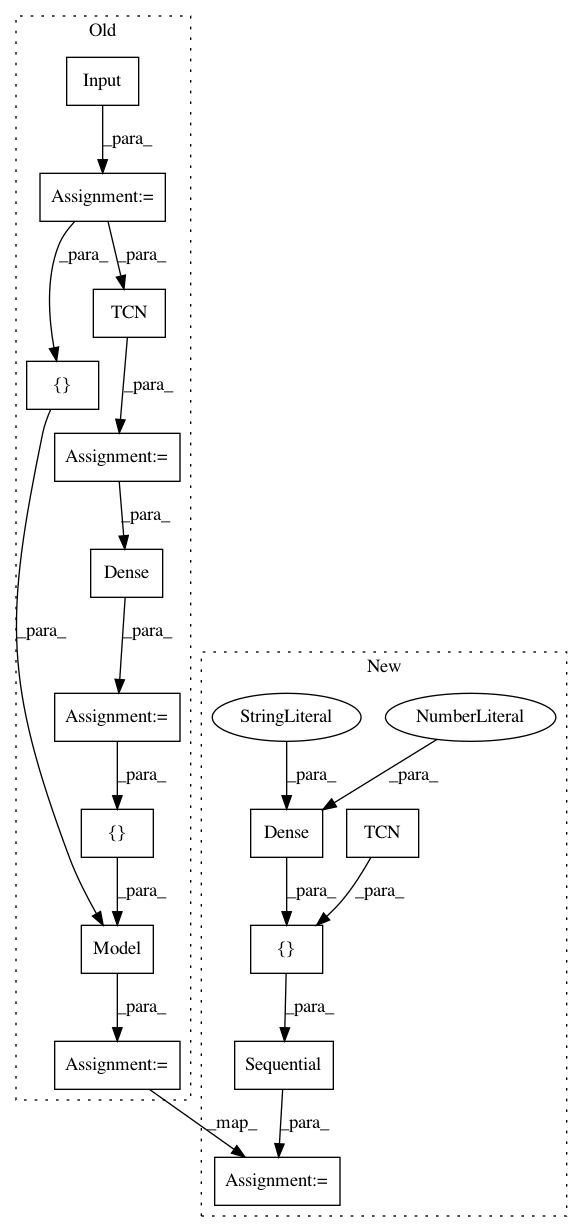 Old
Input
_para_
Assignment:=
_para_
_para_
TCN
{}
_para_
Assignment:=
_para_
Dense
_para_
_para_
New
Assignment:=
StringLiteral
NumberLiteral
_para_
_para_
_para_
{}
Dense
TCN
_para_
_para_
_para_
Model
{}
_para_
_para_
Assignment:=
Sequential
_map_
_para_
Assignment:=